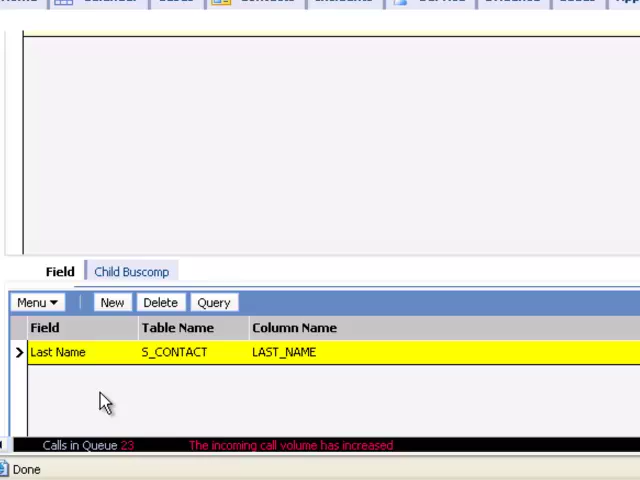 Field Child Buscomp
Menu New Delete Query
Field Table Name Column Name
Last Name S_CONTACT LAST_NAME
Calls in Queue 23 The incoming call volume has increased
Done